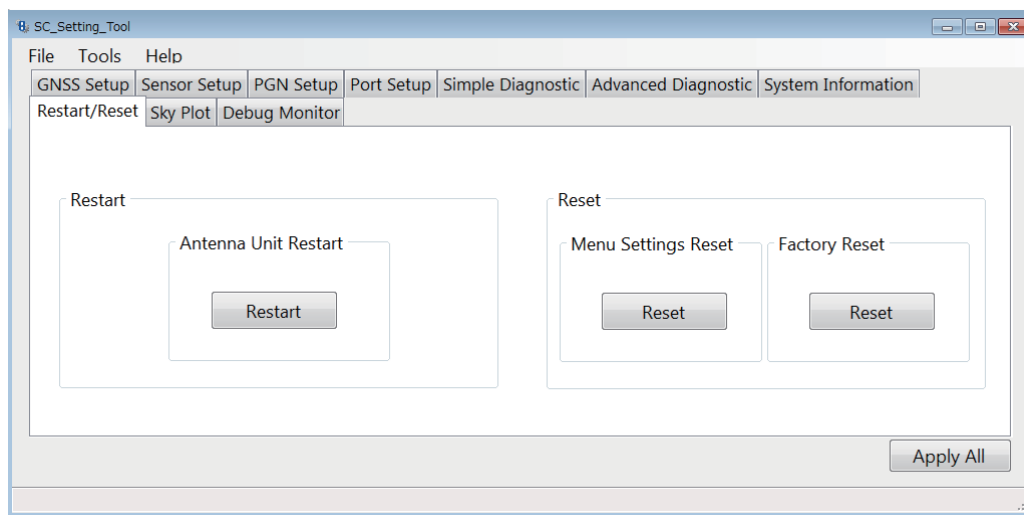 SC_Setting_Tool
File Tools Help
GNSS Setup Sensor Setup PGN Setup Port Setup Simple Diagnostic Advanced Diagnostic System Information
Restart/Reset Sky Plot Debug Monitor
Restart Reset
Antenna Unit Restart Menu Settings Reset Factory Reset
Restart Reset Reset
Apply All